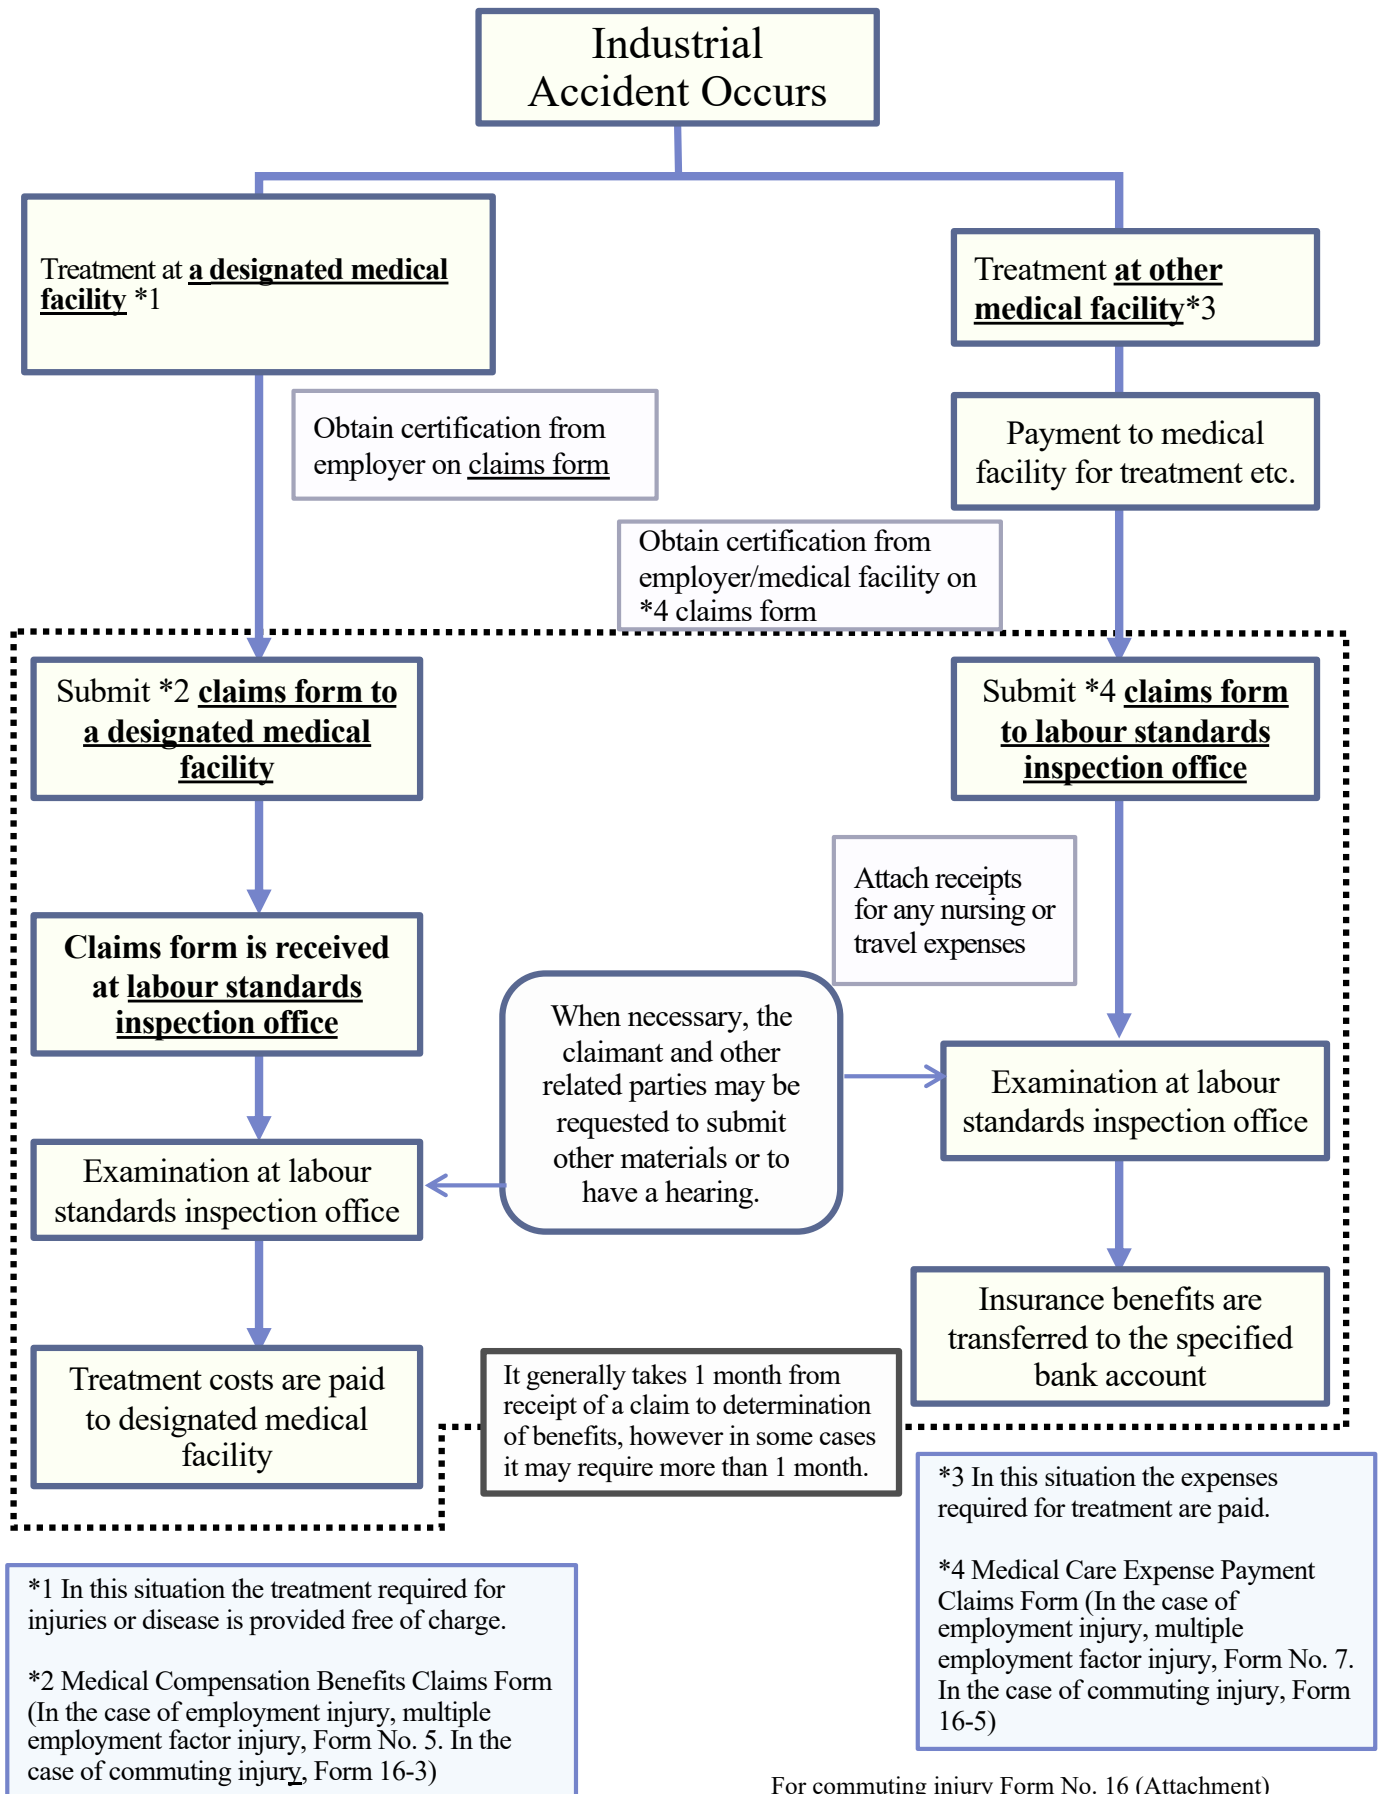 Industrial
Accident Occurs
Treatment at a designated medical
facility *1
Treatment at other
medical facility*3
Obtain certification from
employer on claims form
Payment to medical
facility for treatment etc.
Obtain certification from
employer/medical facility on
*4 claims form
Submit *2 claims form to
a designated medical
facility
Submit *4 claims form
to labour standards
inspection office
Attach receipts
for any nursing or
travel expenses
Claims form is received
at labour standards
inspection office
When necessary, the
claimant and other
related parties may be
requested to submit
other materials or to
have a hearing.
Examination at labour
standards inspection office
Examination at labour
standards inspection office
Insurance benefits are
transferred to the specified
bank account
Treatment costs are paid
to designated medical
facility
It generally takes 1 month from
receipt of a claim to determination
of benefits, however in some cases
it may require more than 1 month.
*3 In this situation the expenses
required for treatment are paid.
*4 Medical Care Expense Payment
Claims Form (In the case of
employment injury, multiple
employment factor injury, Form No. 7.
In the case of commuting injury, Form
16-5)
*1 In this situation the treatment required for
injuries or disease is provided free of charge.
*2 Medical Compensation Benefits Claims Form
(In the case of employment injury, multiple
employment factor injury, Form No. 5. In the
case of commuting injury, Form 16-3)
For commuting injury Form No. 16 (Attachment)